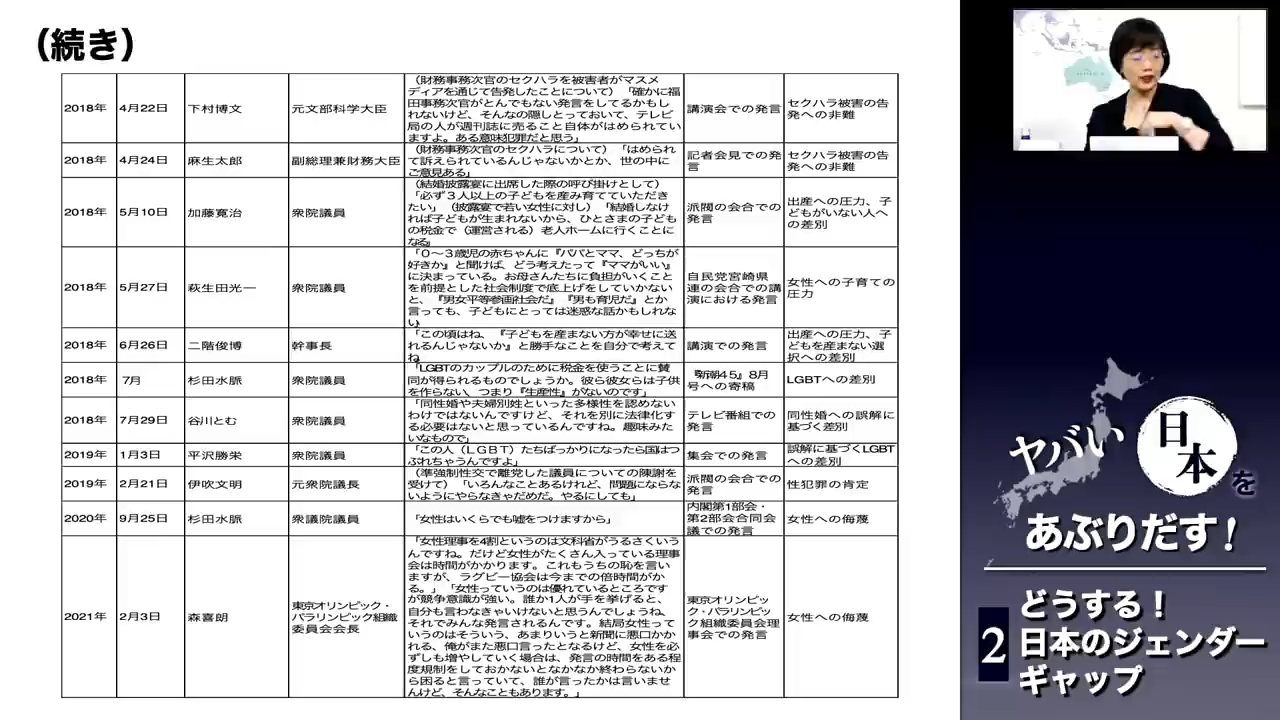 （続き）
2018年 4月22日 下村博文 元文部科学大臣
（財務事務次官のセクハラを被害者がマスメ
ディアを通じて告発したことについて）「確かに福
田事務次官がとんでもない発言をしてるかもし
れないけど、そんなの隠しとっておいて、テレビ
局の人が週刊誌に売ること自体がはめられてい
ますよ。ある意味犯罪だと思う」
講演会での発言
セクハラ被害の告
発への非難
2018年 4月24日 麻生太郎 副総理兼財務大臣
（財務事務次官のセクハラについて）「はめられ
て訴えられているんじゃないかとか、世の中に
ご意見ある」
記者会見での発
言
セクハラ被害の告
発への非難
2018年 5月10日 加藤寛治 衆院議員
（結婚披露宴に出席した際の呼び掛けとして）
「必ず３人以上の子どもを産み育てていただき
たい」（披露宴で若い女性に対し）「結婚しなけ
れば子どもが生まれないから、ひとさまの子ども
の税金で（運営される）老人ホームに行くことに
なる」
派閥の会合での
発言
出産への圧力、子
どもがいない人へ
の差別
2018年 5月27日 萩生田光一 衆院議員
「０～３歳児の赤ちゃんに『パパとママ、どっちが
好きか』と聞けば、どう考えたって『ママがいい』
に決まっている。お母さんたちに負担がいくこと
を前提とした社会制度で底上げをしていかない
と、『男女平等参画社会だ』『男も育児だ』とか
言っても、子どもにとっては迷惑な話かもしれな
い」
自民党宮崎県
連の会合での講
演における発言
女性への子育ての
圧力
2018年 6月26日 二階俊博 幹事長
「この頃はね、『子どもを産まない方が幸せに送
れるんじゃないか』と勝手なことを自分で考えて
ね」
講演での発言
出産への圧力、子
どもを産まない選
択への差別
2018年 7月 杉田水脈 衆院議員
「LGBTのカップルのために税金を使うことに賛
同が得られるものでしょうか。彼ら彼女らは子供
を作らない、つまり『生産性』がないのです」
『新潮４５』８月
号への寄稿
LGBTへの差別
2018年 7月29日 谷川とむ 衆院議員
「同性婚や夫婦別姓といった多様性を認めない
わけではないんですけど、それを別に法律化す
る必要はないと思っているんですね。趣味みた
いなもので」
テレビ番組での
発言
同性婚への誤解に
基づく差別
2019年 1月3日 平沢勝栄 衆院議員
「この人（ＬＧＢＴ）たちばっかりになったら国はつ
ぶれちゃうんですよ」
集会での発言
誤解に基づくLGBT
への差別
2019年 2月21日 伊吹文明 元衆院議長
（準強制性交で離党した議員についての陳謝を
受けて）「いろんなことあるけれど、問題にならな
いようにやらなきゃだめだ。やるにしても」
派閥の会合での
発言
性犯罪の肯定
2020年 9月25日 杉田水脈 衆議院議員
「女性はいくらでも嘘をつけますから」
内閣第１部会・
第２部会合同会
議での発言
女性への侮蔑
2021年 2月3日 森喜朗
東京オリンピック・
パラリンピック組織
委員会会長
「女性理事を4割というのは文科省がうるさくいう
んですね。だけど女性がたくさん入っている理事
会は時間がかかります。これもうちの恥を言い
ますが、ラグビー協会は今までの倍時間がか
る。」「女性っていうのは優れているところです
が競争意識が強い。誰か1人が手を挙げると、
自分も言わなきゃいけないと思うんでしょうね、
それでみんな発言されるんです。結局女性って
いうのはそういう、あまりいうと新聞に悪口かか
れる、俺がまた悪口言ったとなるけど、女性を必
ずしも増やしていく場合は、発言の時間をある程
度規制をしておかないとなかなか終わらないか
ら困ると言っていて、誰が言ったかは言いませ
んけど、そんなこともあります。」
東京オリンピッ
ク・パラリンピッ
ク組織委員会理
事会での発言
女性への侮蔑
ヤバい
日本
を
あぶりだす！
2
どうする！
日本のジェンダー
ギャップ